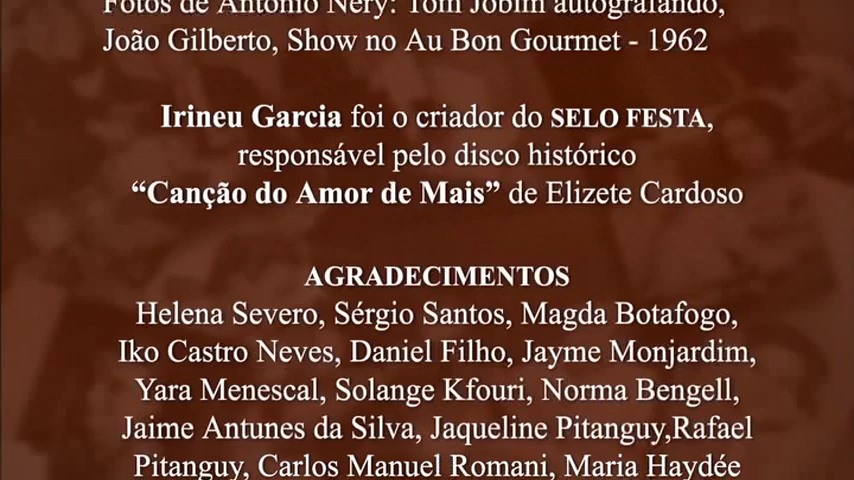 Fotos de Antonio Nery: Tom Jobim autografando,
João Gilberto, Show no Au Bon Gourmet - 1962
Irineu Garcia foi o criador do SELO FESTA,
responsável pelo disco histórico
“Canção do Amor de Mais” de Elizete Cardoso
AGRADECIMENTOS
Helena Severo, Sérgio Santos, Magda Botafogo,
Iko Castro Neves, Daniel Filho, Jayme Monjardim,
Yara Menescal, Solange Kfouri, Norma Bengell,
Jaime Antunes da Silva, Jaqueline Pitanguy,Rafael
Pitanguy, Carlos Manuel Romani, Maria Haydée